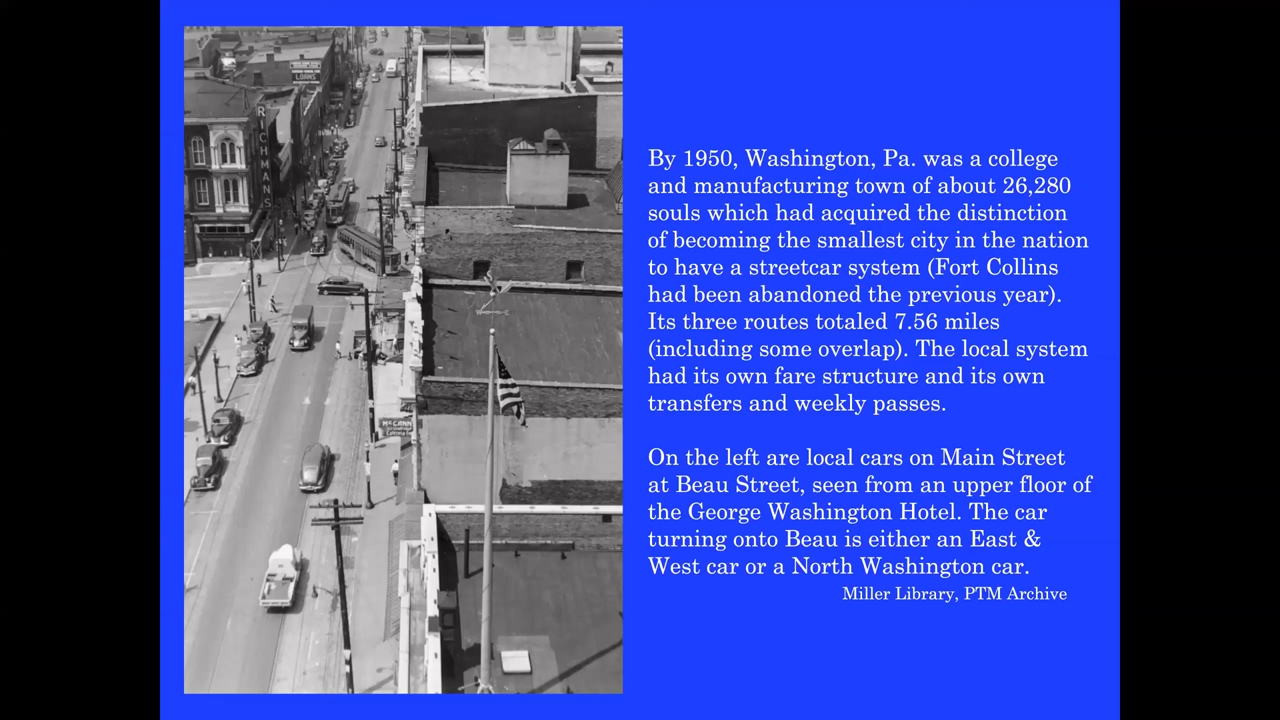 LOANS
RICHMANS
McCANN
By 1950, Washington, Pa. was a college
and manufacturing town of about 26,280
souls which had acquired the distinction
of becoming the smallest city in the nation
to have a streetcar system (Fort Collins
had been abandoned the previous year).
Its three routes totaled 7.56 miles
(including some overlap). The local system
had its own fare structure and its own
transfers and weekly passes.
On the left are local cars on Main Street
at Beau Street, seen from an upper floor of
the George Washington Hotel. The car
turning onto Beau is either an East &
West car or a North Washington car.
Miller Library, PTM Archive